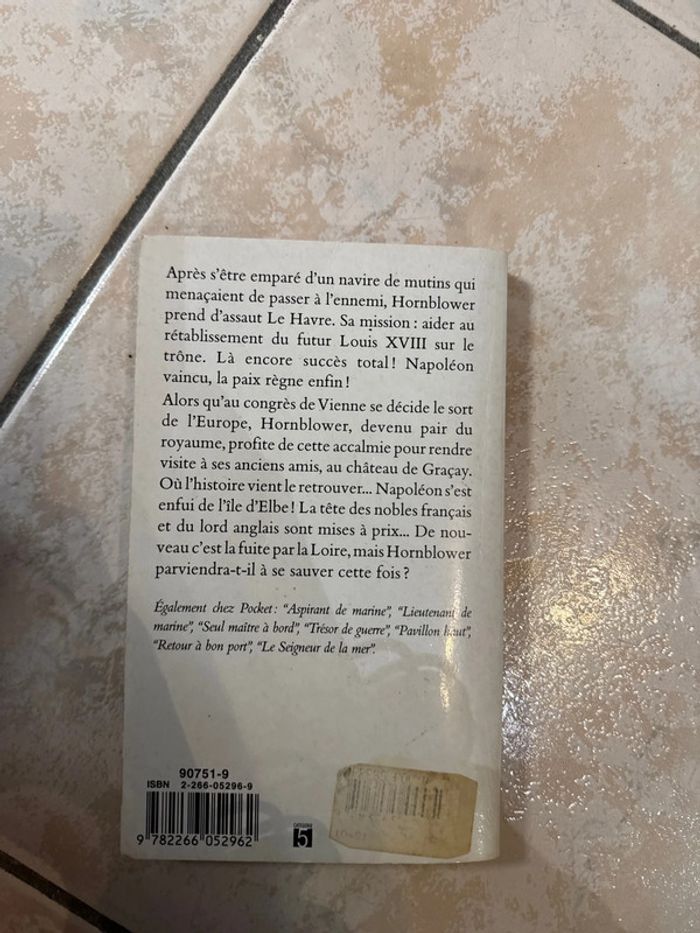 Après s'être emparé d'un navire de mutins qui
menaçaient de passer à l'ennemi, Hornblower
prend d'assaut Le Havre. Sa mission : aider au
rétablissement du futur Louis XVIII sur le
trône. Là encore succès total ! Napoléon
vaincu, la paix règne enfin !
Alors qu'au congrès de Vienne se décide le sort
de l'Europe, Hornblower, devenu pair du
royaume, profite de cette accalmie pour rendre
visite à ses anciens amis, au château de Graçay.
Où l'histoire vient le retrouver... Napoléon s'est
enfui de l'île d'Elbe ! La tête des nobles français
et du lord anglais sont mises à prix... De nou-
veau c'est la fuite par la Loire, mais Hornblower
parviendra-t-il à se sauver cette fois ?
Également chez Pocket : "Aspirant de marine", "Lieutenant de
marine", "Seul maître à bord", "Trésor de guerre", "Pavillon haut",
"Retour à bon port", "Le Seigneur de la mer".
90751-9
ISBN 2-266-05296-9
9 782266 052962
CATÉGORIE
5